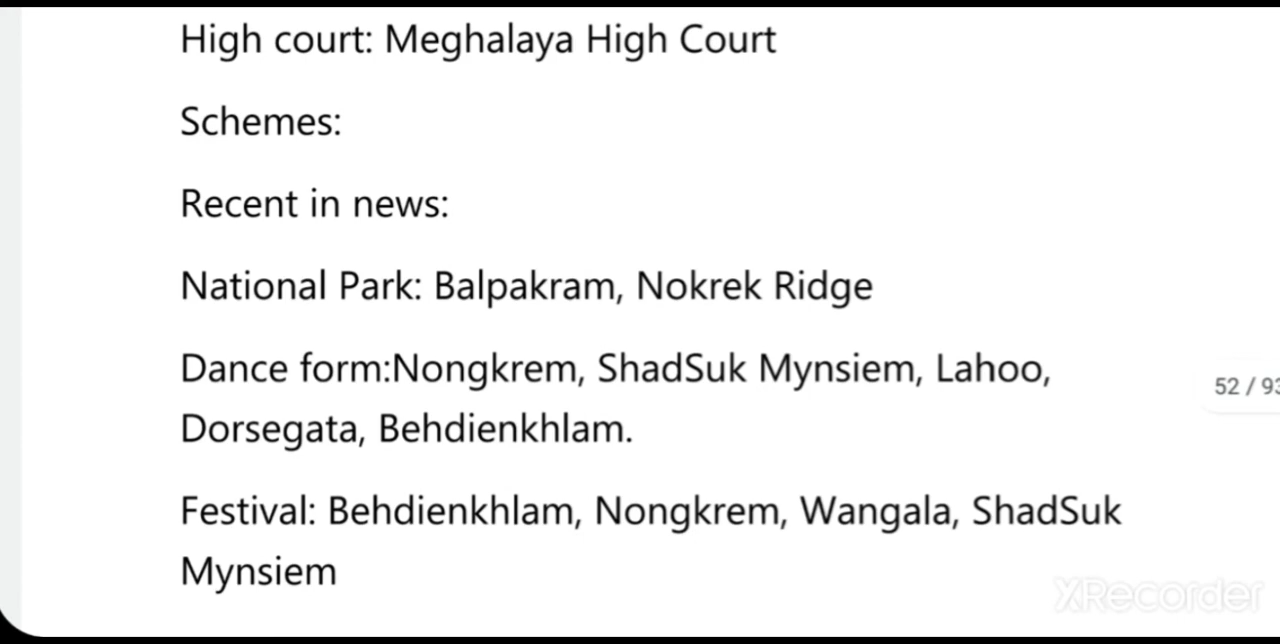 High court: Meghalaya High Court
Schemes:
Recent in news:
National Park: Balpakram, Nokrek Ridge
Dance form:Nongkrem, ShadSuk Mynsiem, Lahoo,
52 / 93
Dorsegata, Behdienkhlam.
Festival: Behdienkhlam, Nongkrem, Wangala, ShadSuk
Mynsiem
XRecorder